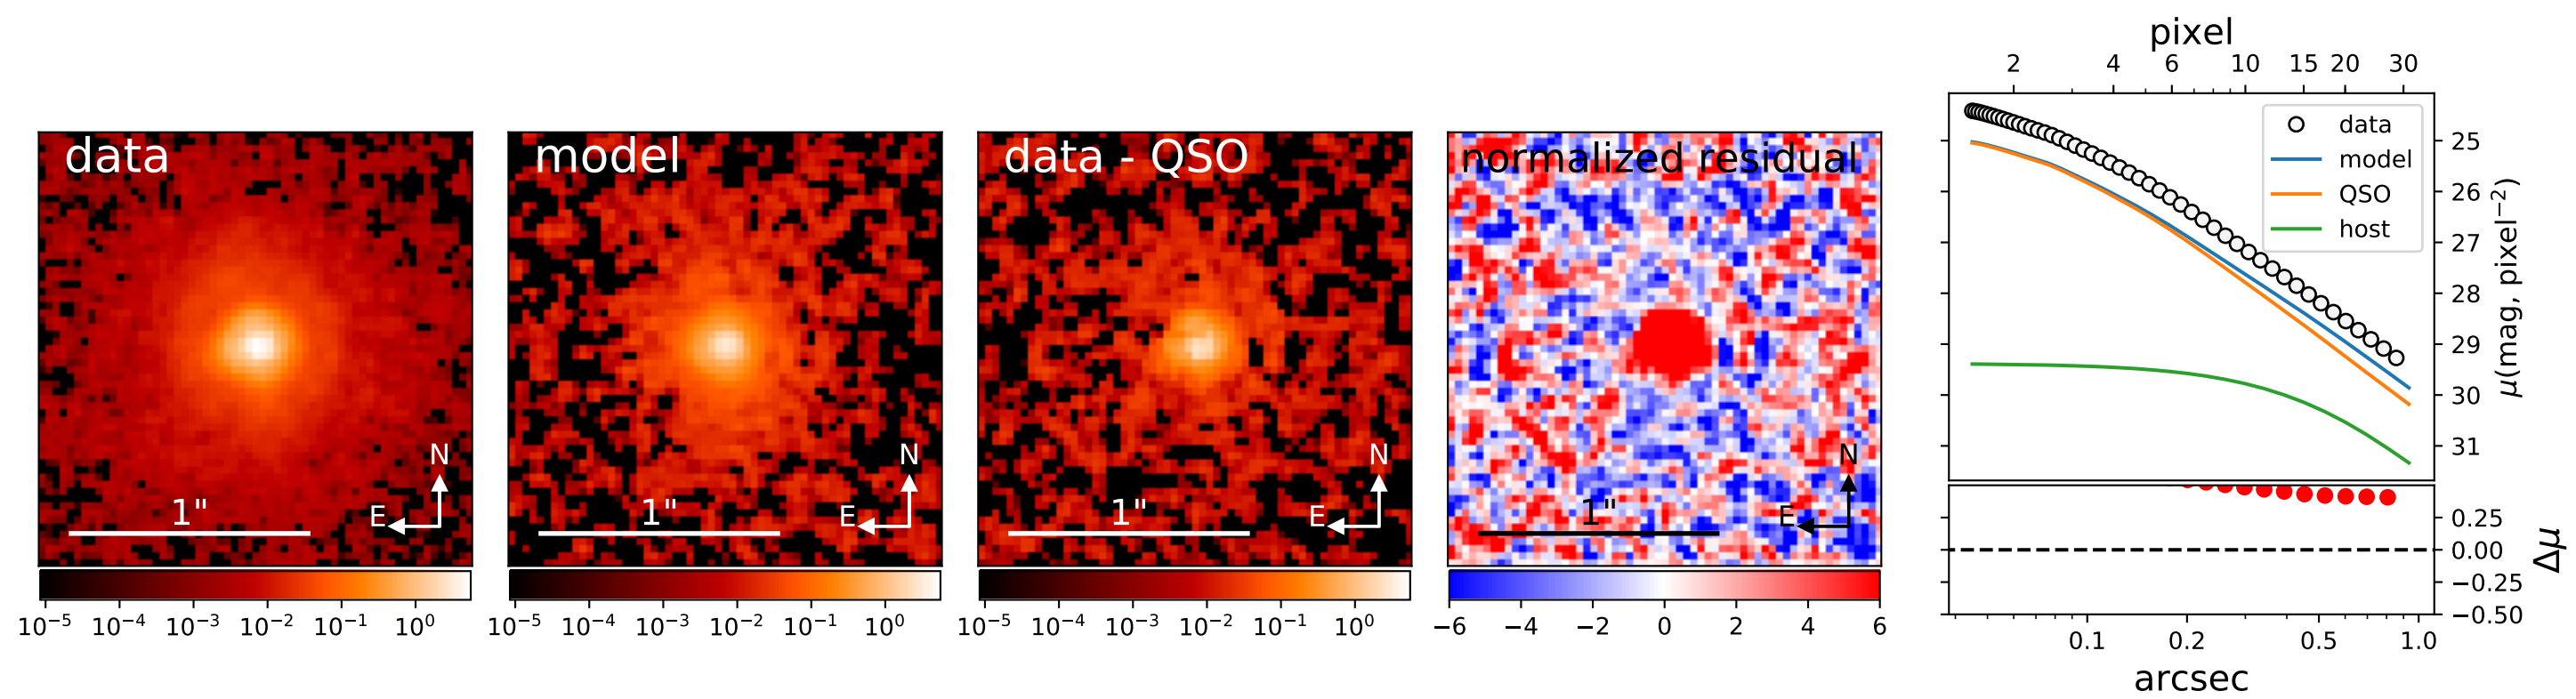 data
N
E
1"
10⁻⁵ 10⁻⁴ 10⁻³ 10⁻² 10⁻¹ 10⁰
model
N
E
1"
10⁻⁵ 10⁻⁴ 10⁻³ 10⁻² 10⁻¹ 10⁰
data - QSO
N
E
1"
10⁻⁵ 10⁻⁴ 10⁻³ 10⁻² 10⁻¹ 10⁰
normalized residual
N
E
1"
−6 −4 −2 0 2 4 6
pixel
2 4 6 10 15 20 30
data
model
QSO
host
25
26
27
28
29
30
31
μ(mag, pixel⁻²)
0.25
0.00
−0.25
−0.50
Δμ
0.1 0.2 0.5 1.0
arcsec